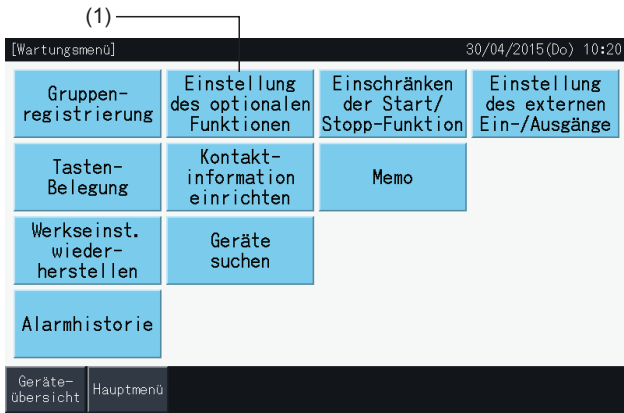 (1)
[Wartungsmenü] 30/04/2015(Do) 10:20
Gruppen-
registrierung
Einstellung
des optionalen
Funktionen
Einschränken
der Start/
Stopp-Funktion
Einstellung
des externen
Ein-/Ausgänge
Tasten-
Belegung
Kontakt-
information
einrichten
Memo
Werkseinst.
wieder-
herstellen
Geräte
suchen
Alarmhistorie
Geräte-
übersicht
Hauptmenü